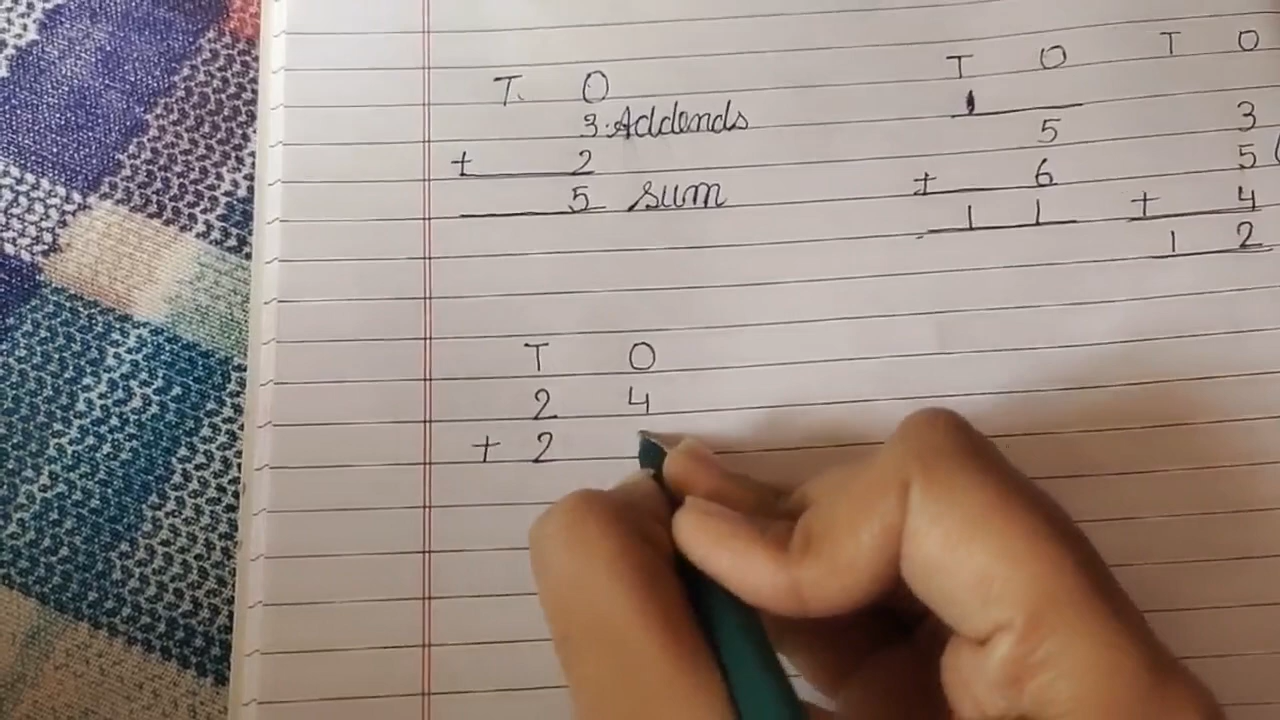 T. O
3. Addends
+ 2
5 sum
T O
1
5
+ 6
1 1
T O
3
5 (
+ 4
1 2
T O
2 4
+ 2